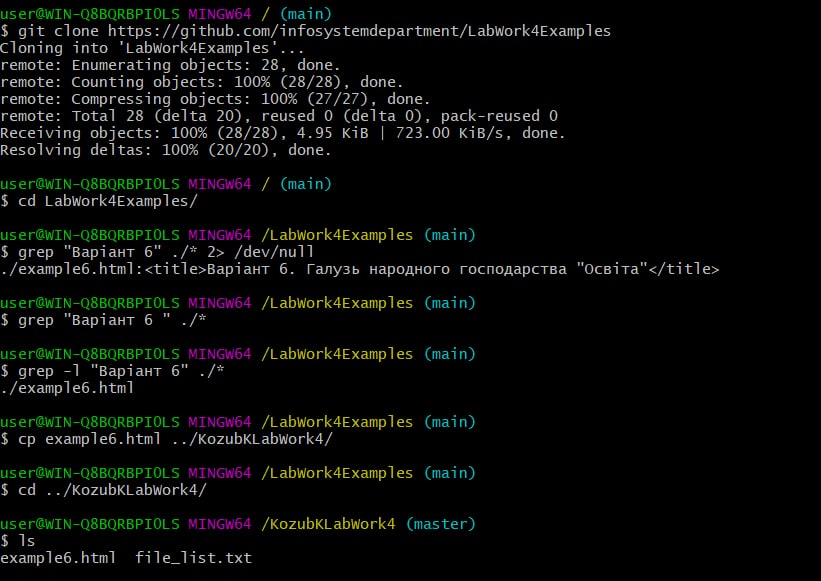 user@WIN-Q8BQRBPIOLS MINGW64 / (main)
$ git clone https://github.com/infosystemdepartment/LabWork4Examples
Cloning into 'LabWork4Examples'...
remote: Enumerating objects: 28, done.
remote: Counting objects: 100% (28/28), done.
remote: Compressing objects: 100% (27/27), done.
remote: Total 28 (delta 20), reused 0 (delta 0), pack-reused 0
Receiving objects: 100% (28/28), 4.95 KiB | 723.00 KiB/s, done.
Resolving deltas: 100% (20/20), done.
user@WIN-Q8BQRBPIOLS MINGW64 / (main)
$ cd LabWork4Examples/
user@WIN-Q8BQRBPIOLS MINGW64 /LabWork4Examples (main)
$ grep "Варіант 6" ./* 2> /dev/null
./example6.html:<title>Варіант 6. Галузь народного господарства "Освіта"</title>
user@WIN-Q8BQRBPIOLS MINGW64 /LabWork4Examples (main)
$ grep "Варіант 6 " ./*
user@WIN-Q8BQRBPIOLS MINGW64 /LabWork4Examples (main)
$ grep -l "Варіант 6" ./*
./example6.html
user@WIN-Q8BQRBPIOLS MINGW64 /LabWork4Examples (main)
$ cp example6.html ../KozubKLabWork4/
user@WIN-Q8BQRBPIOLS MINGW64 /LabWork4Examples (main)
$ cd ../KozubKLabWork4/
user@WIN-Q8BQRBPIOLS MINGW64 /KozubKLabWork4 (master)
$ ls
example6.html  file_list.txt